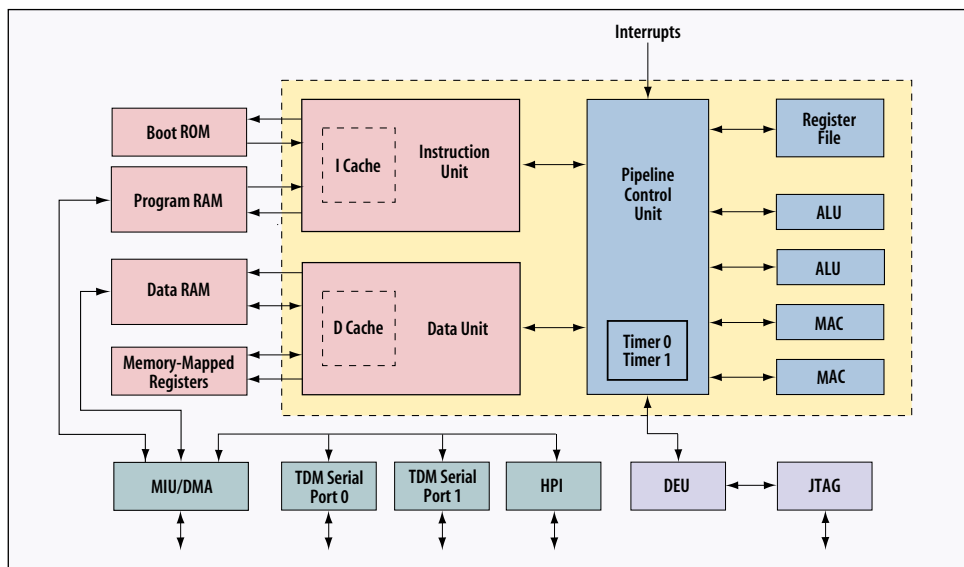 Interrupts
Boot ROM
I Cache
Instruction
Unit
Pipeline
Control
Unit
Register
File
Program RAM
ALU
Data RAM
ALU
D Cache
Data Unit
Timer 0
Timer 1
MAC
Memory-Mapped
Registers
MAC
MIU/DMA
TDM Serial
Port 0
TDM Serial
Port 1
HPI
DEU
JTAG